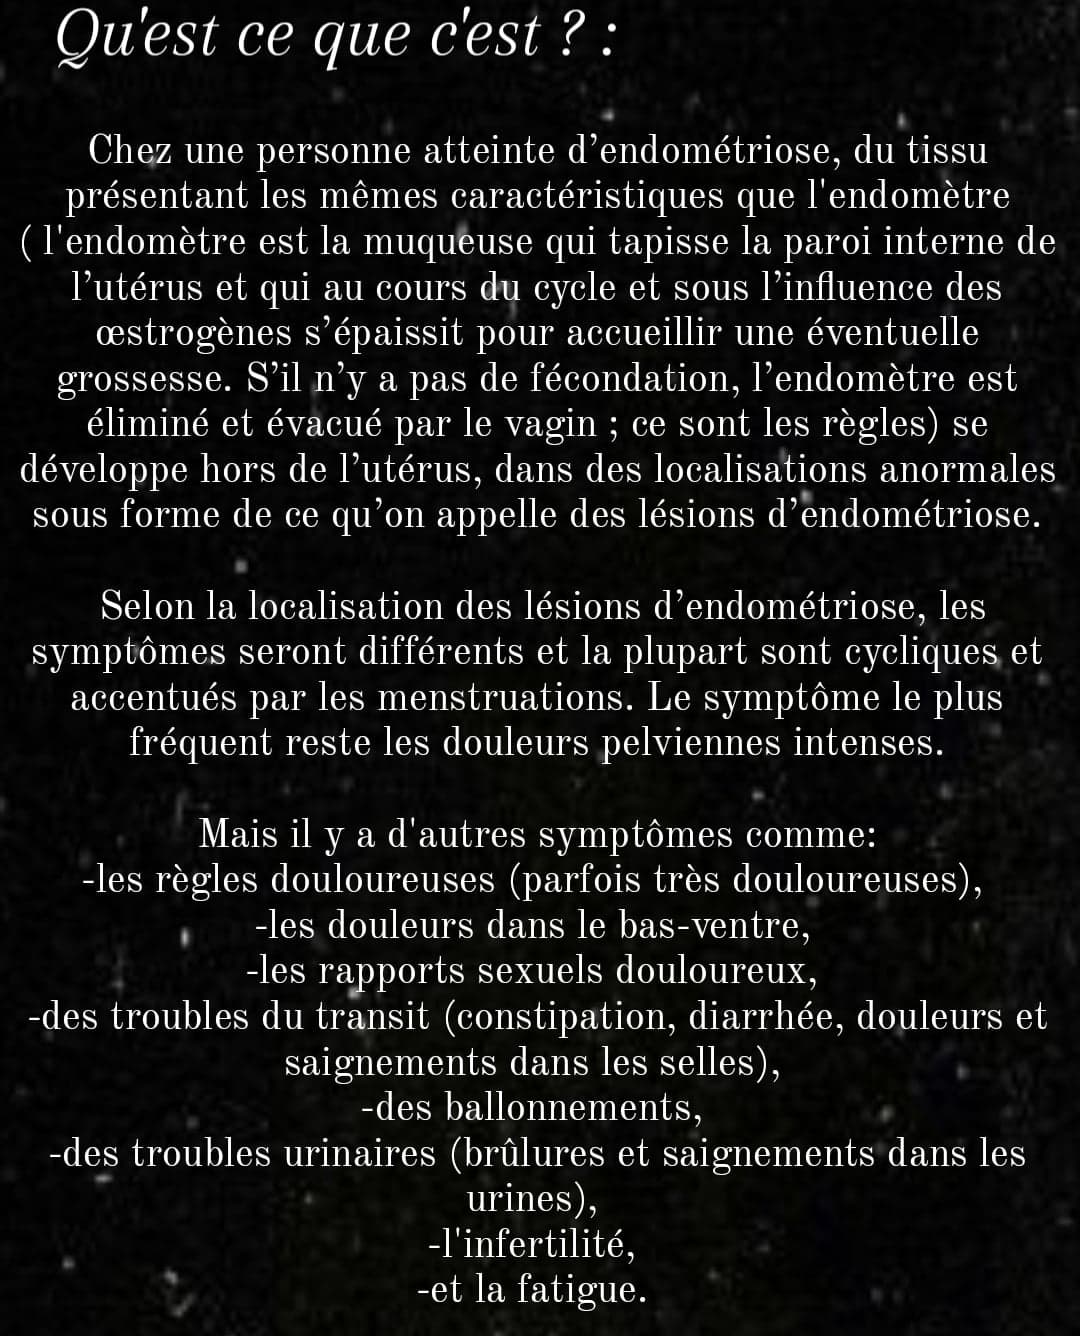 Qu'est ce que c'est ? :
Chez une personne atteinte d’endométriose, du tissu
présentant les mêmes caractéristiques que l'endomètre
( l'endomètre est la muqueuse qui tapisse la paroi interne de
l’utérus et qui au cours du cycle et sous l’influence des
œstrogènes s’épaissit pour accueillir une éventuelle
grossesse. S’il n’y a pas de fécondation, l’endomètre est
éliminé et évacué par le vagin ; ce sont les règles) se
développe hors de l’utérus, dans des localisations anormales
sous forme de ce qu’on appelle des lésions d’endométriose.
Selon la localisation des lésions d’endométriose, les
symptômes seront différents et la plupart sont cycliques et
accentués par les menstruations. Le symptôme le plus
fréquent reste les douleurs pelviennes intenses.
Mais il y a d'autres symptômes comme:
-les règles douloureuses (parfois très douloureuses),
-les douleurs dans le bas-ventre,
-les rapports sexuels douloureux,
-des troubles du transit (constipation, diarrhée, douleurs et
saignements dans les selles),
-des ballonnements,
-des troubles urinaires (brûlures et saignements dans les
urines),
-l'infertilité,
-et la fatigue.